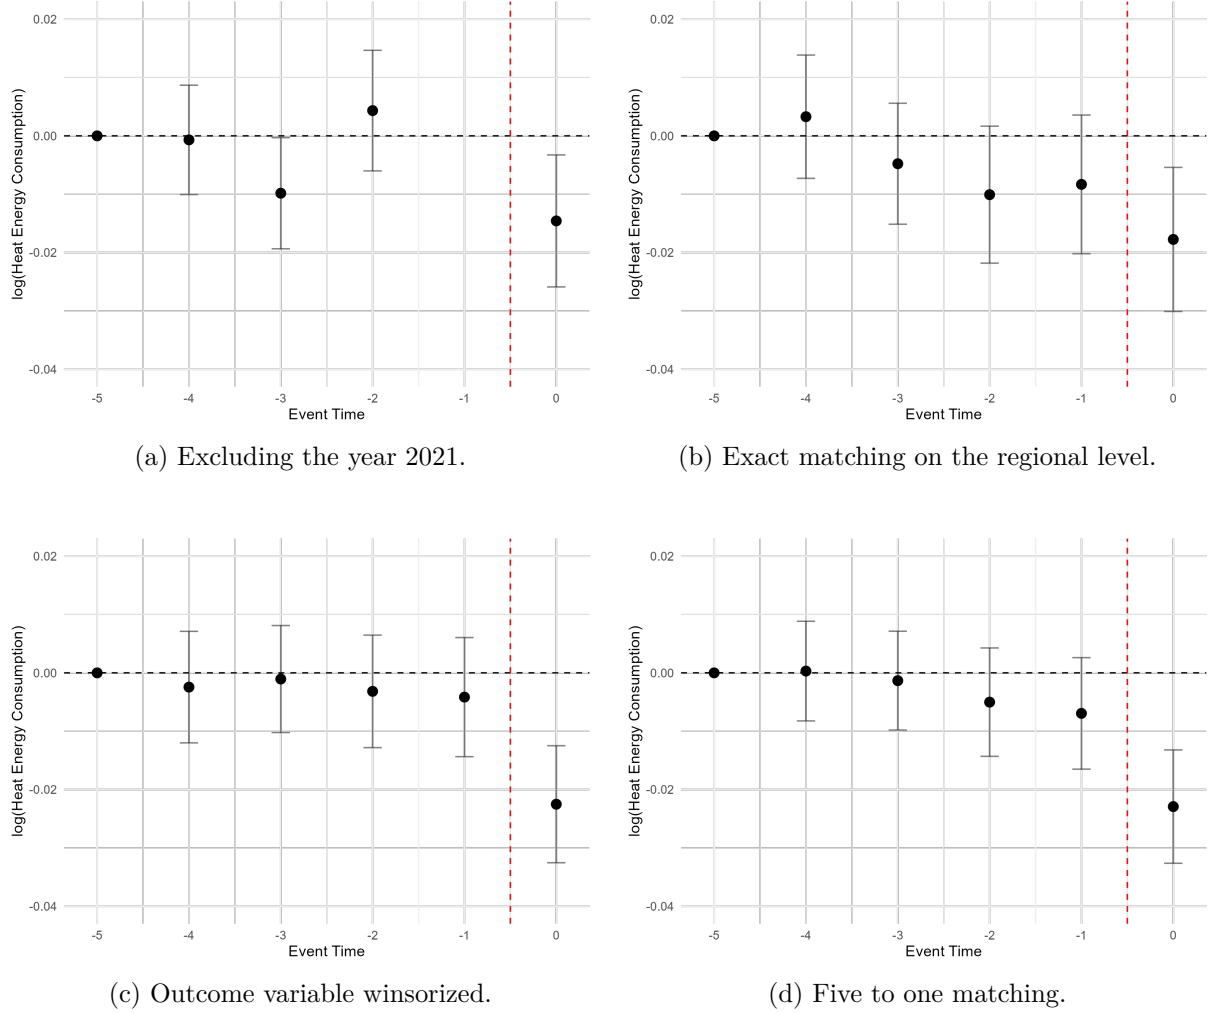 0.02
0.00
-0.02
-0.04
log(Heat Energy Consumption)
-5 -4 -3 -2 -1 0
Event Time
(a) Excluding the year 2021.
0.02
0.00
-0.02
-0.04
log(Heat Energy Consumption)
-5 -4 -3 -2 -1 0
Event Time
(b) Exact matching on the regional level.
0.02
0.00
-0.02
-0.04
log(Heat Energy Consumption)
-5 -4 -3 -2 -1 0
Event Time
(c) Outcome variable winsorized.
0.02
0.00
-0.02
-0.04
log(Heat Energy Consumption)
-5 -4 -3 -2 -1 0
Event Time
(d) Five to one matching.